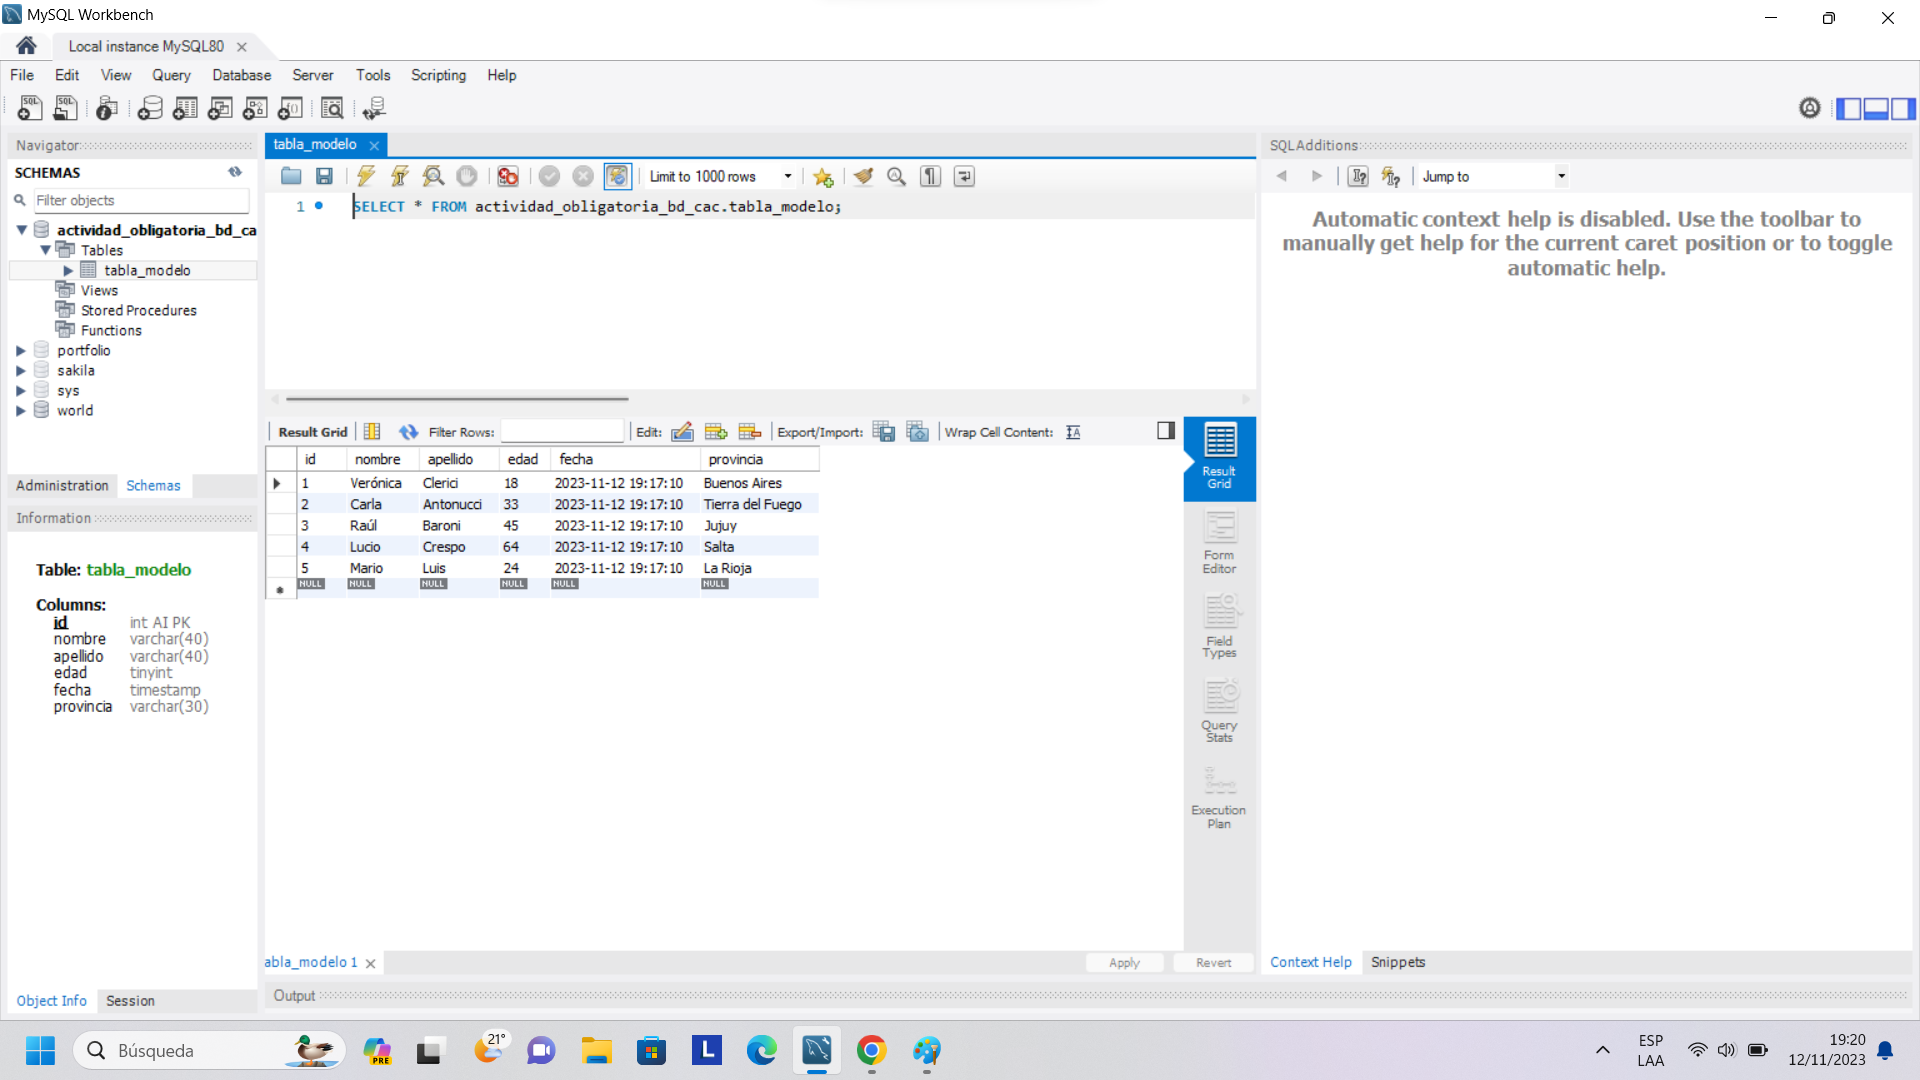 MySQL Workbench
Local instance MySQL80
File Edit View Query Database Server Tools Scripting Help
Navigator
SCHEMAS
Filter objects
actividad_obligatoria_bd_ca
Tables
tabla_modelo
Views
Stored Procedures
Functions
portfolio
sakila
sys
world
Administration Schemas
Information
Table: tabla_modelo
Columns:
id int AI PK
nombre varchar(40)
apellido varchar(40)
edad tinyint
fecha timestamp
provincia varchar(30)
Object Info Session
tabla_modelo
Limit to 1000 rows
1 SELECT * FROM actividad_obligatoria_bd_cac.tabla_modelo;
Result Grid Filter Rows: Edit: Export/Import: Wrap Cell Content:
id nombre apellido edad fecha provincia
1 Verónica Clerici 18 2023-11-12 19:17:10 Buenos Aires
2 Carla Antonucci 33 2023-11-12 19:17:10 Tierra del Fuego
3 Raúl Baroni 45 2023-11-12 19:17:10 Jujuy
4 Lucio Crespo 64 2023-11-12 19:17:10 Salta
5 Mario Luis 24 2023-11-12 19:17:10 La Rioja
NULL NULL NULL NULL NULL NULL
Result
Grid
Form
Editor
Field
Types
Query
Stats
Execution
Plan
abla_modelo 1
Apply Revert
Output
SQLAdditions
Jump to
Automatic context help is disabled. Use the toolbar to
manually get help for the current caret position or to toggle
automatic help.
Context Help Snippets
Búsqueda
PRE
21°
L
ESP
LAA
19:20
12/11/2023